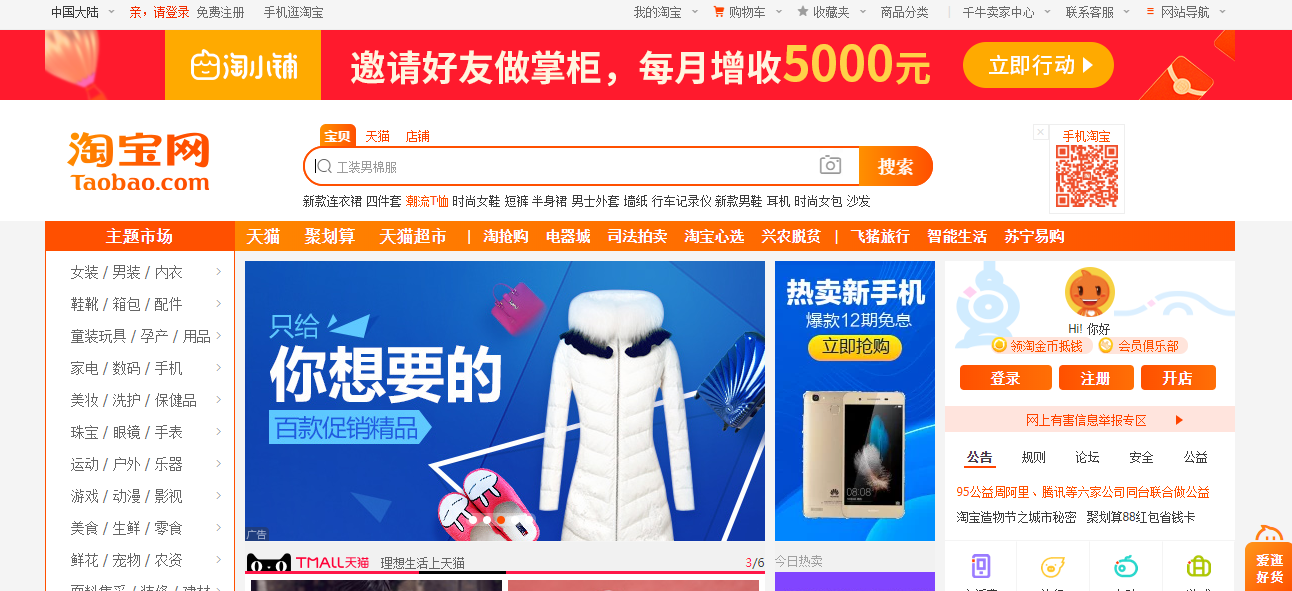 中国大陆 亲，请登录 免费注册 手机逛淘宝 我的淘宝 购物车 收藏夹 商品分类 千牛卖家中心 联系客服 网站导航
淘小铺 邀请好友做掌柜，每月增收5000元 立即行动
宝贝 天猫 店铺
手机淘宝
淘宝网
Taobao.com
工装男棉服 搜索
新款连衣裙 四件套 潮流T恤 时尚女鞋 短裤 半身裙 男士外套 墙纸 行车记录仪 新款男鞋 耳机 时尚女包 沙发
主题市场 天猫 聚划算 天猫超市 | 淘抢购 电器城 司法拍卖 淘宝心选 兴农脱贫 | 飞猪旅行 智能生活 苏宁易购
女装 / 男装 / 内衣
鞋靴 / 箱包 / 配件
童装玩具 / 孕产 / 用品
家电 / 数码 / 手机
美妆 / 洗护 / 保健品
珠宝 / 眼镜 / 手表
运动 / 户外 / 乐器
游戏 / 动漫 / 影视
美食 / 生鲜 / 零食
鲜花 / 宠物 / 农资
只给
你想要的
百款促销精品
广告
热卖新手机
爆款12期免息
立即抢购
08:08
HUAWEI
TMALL天猫 理想生活上天猫 3/6
今日热卖
Hi! 你好
领淘金币抵钱 会员俱乐部
登录 注册 开店
网上有害信息举报专区
公告 规则 论坛 安全 公益
95公益周阿里、腾讯等六家公司同台联合做公益
淘宝造物节之城市秘密 聚划算88红包省钱卡
爱逛
好货